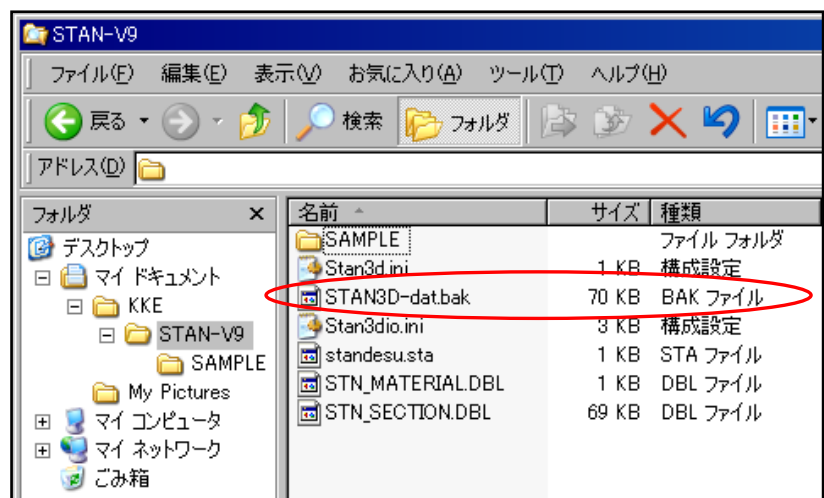 STAN-V9
ファイル(F) 編集(E) 表示(V) お気に入り(A) ツール(T) ヘルプ(H)
戻る 検索 フォルダ
アドレス(D)
フォルダ x 名前 サイズ 種類
デスクトップ
マイ ドキュメント
KKE
STAN-V9
SAMPLE
My Pictures
マイ コンピュータ
マイ ネットワーク
ごみ箱
SAMPLE ファイル フォルダ
Stan3d.ini 1 KB 構成設定
STAN3D-dat.bak 70 KB BAK ファイル
Stan3dio.ini 3 KB 構成設定
standesu.sta 1 KB STA ファイル
STN_MATERIAL.DBL 1 KB DBL ファイル
STN_SECTION.DBL 69 KB DBL ファイル